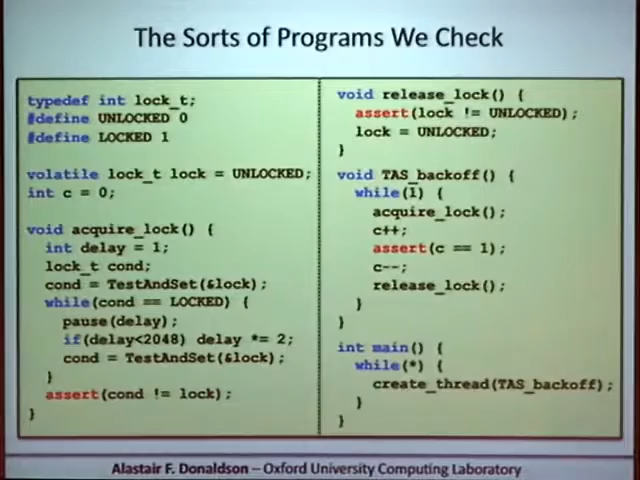 The Sorts of Programs We Check
typedef int lock_t;
#define UNLOCKED 0
#define LOCKED 1
volatile lock_t lock = UNLOCKED;
int c = 0;
void acquire_lock() {
int delay = 1;
lock_t cond;
cond = TestAndSet(&lock);
while(cond == LOCKED) {
pause(delay);
if(delay<2048) delay *= 2;
cond = TestAndSet(&lock);
}
assert(cond != lock);
}
void release_lock() {
assert(lock != UNLOCKED);
lock = UNLOCKED;
}
void TAS_backoff() {
while(1) {
acquire_lock();
c++;
assert(c == 1);
c--;
release_lock();
}
}
int main() {
while(*) {
create_thread(TAS_backoff);
}
}
Alastair F. Donaldson – Oxford University Computing Laboratory